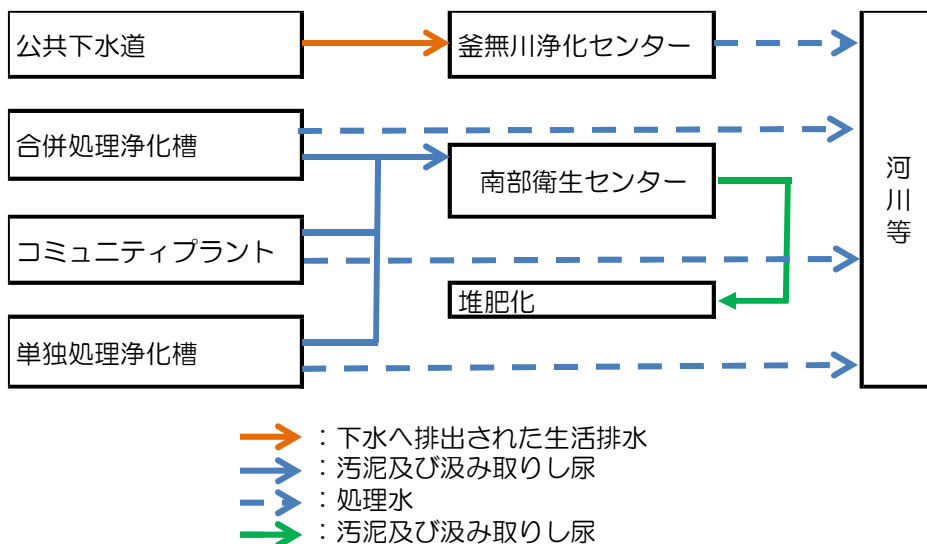 公共下水道
釜無川浄化センター
合併処理浄化槽
南部衛生センター
河川等
コミュニティプラント
堆肥化
単独処理浄化槽
：下水へ排出された生活排水
：汚泥及び汲み取りし尿
：処理水
：汚泥及び汲み取りし尿